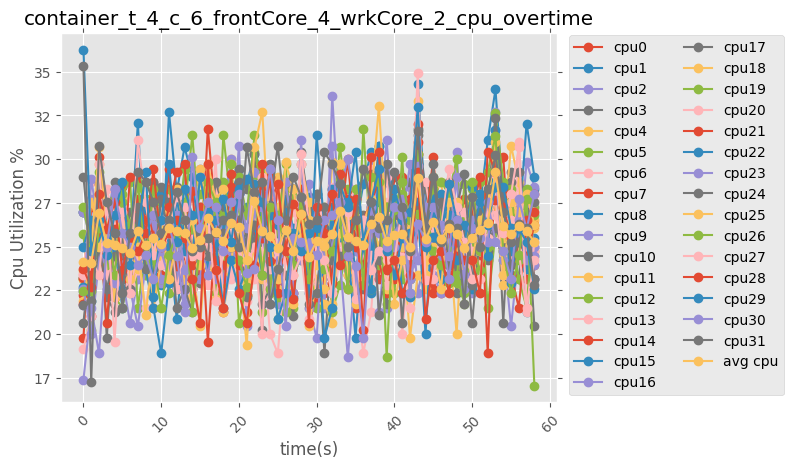 container_t_4_c_6_frontCore_4_wrkCore_2_cpu_overtime
Cpu Utilization %
35
32
30
27
25
22
20
17
0
10
20
30
40
50
60
time(s)
cpu0
cpu1
cpu2
cpu3
cpu4
cpu5
cpu6
cpu7
cpu8
cpu9
cpu10
cpu11
cpu12
cpu13
cpu14
cpu15
cpu16
cpu17
cpu18
cpu19
cpu20
cpu21
cpu22
cpu23
cpu24
cpu25
cpu26
cpu27
cpu28
cpu29
cpu30
cpu31
avg cpu